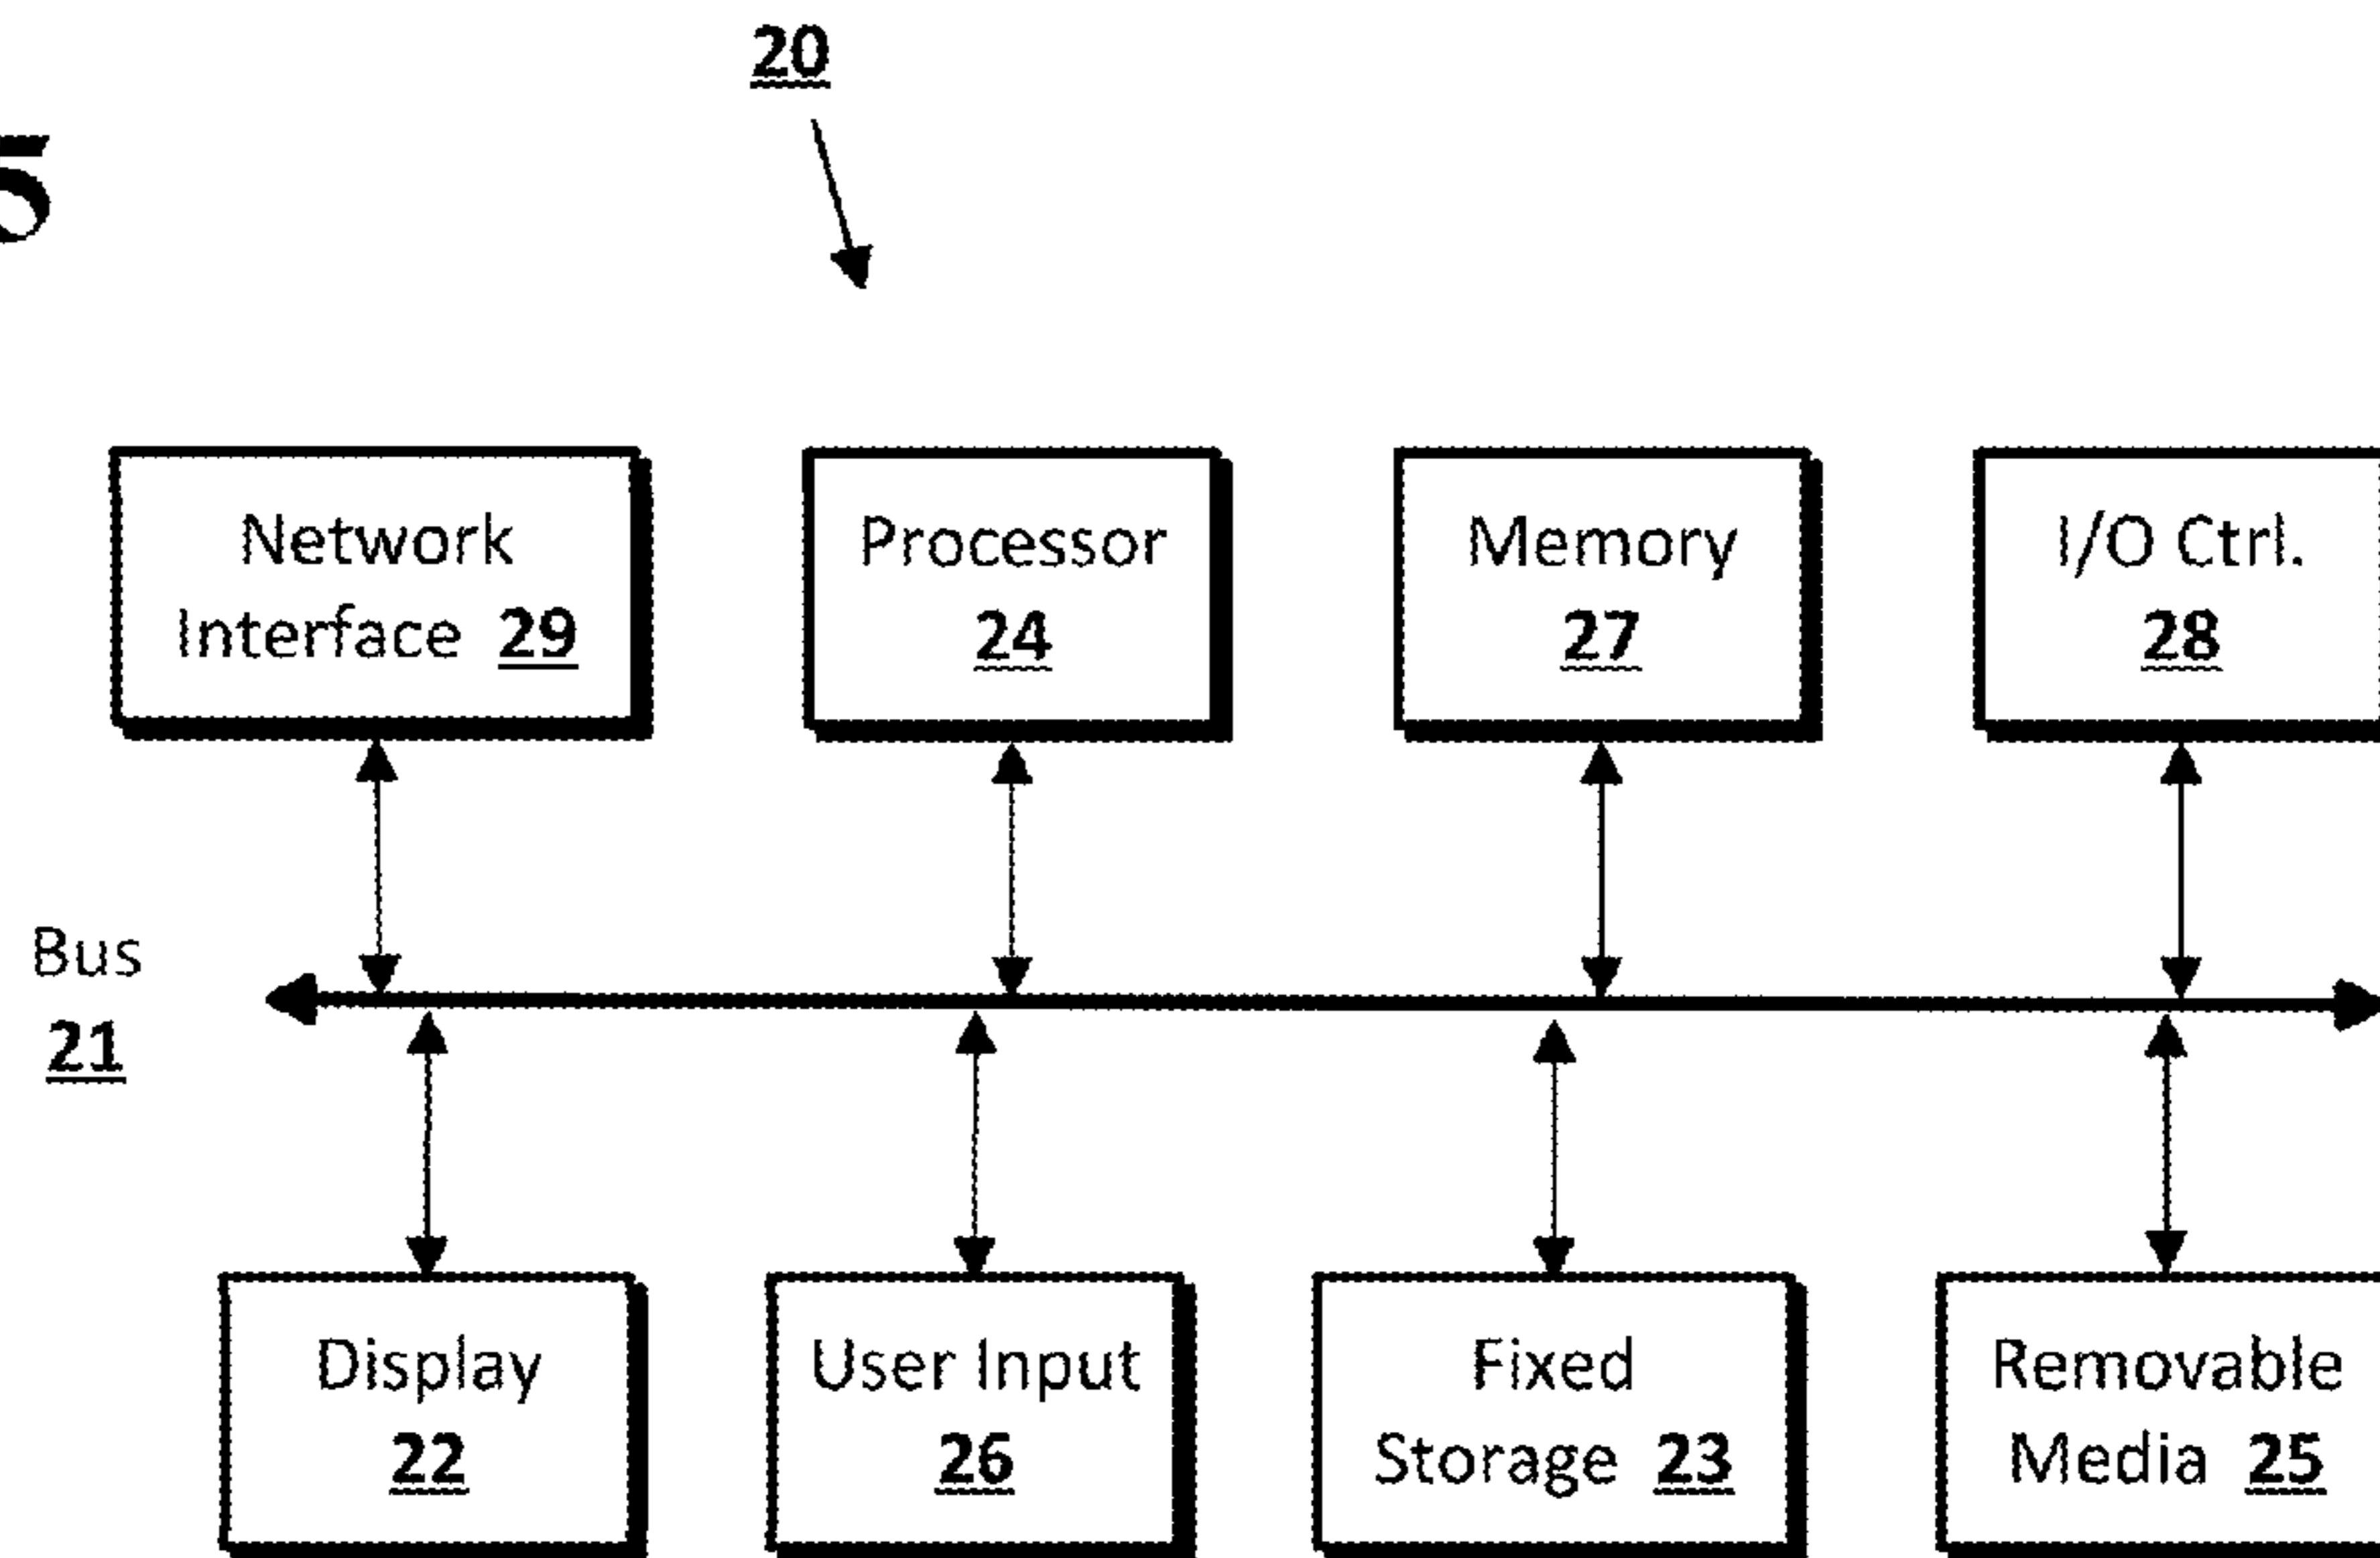 20
5
Network
Interface 29
Processor
24
Memory
27
I/O Ctrl.
28
Bus
21
Display
22
User Input
26
Fixed
Storage 23
Removable
Media 25